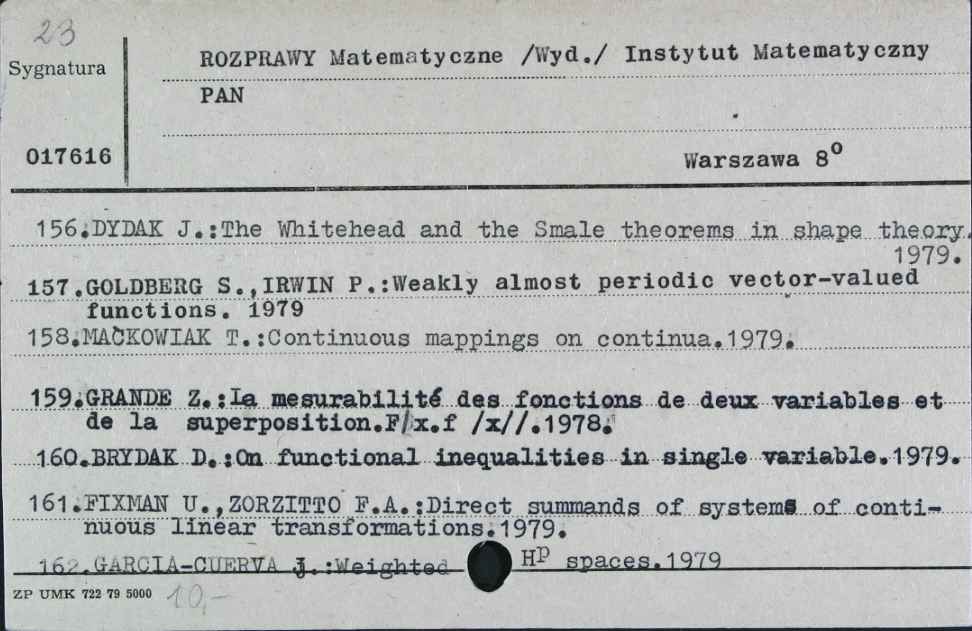 23
Sygnatura
ROZPRAWY Matematyczne /Wyd./ Instytut Matematyczny
PAN
017616
Warszawa 8º
156.DYDAK J.:The Whitehead and the Smale theorems in shape theory.
1979.
157.GOLDBERG S.,IRWIN P.:Weakly almost periodic vector-valued
functions. 1979
158.MAĆKOWIAK T.:Continuous mappings on continua.1979.
159.GRANDE Z.:La mesurabilité des fonctions de deux variables et
de la superposition.F/x.f /x//.1978.
160.BRYDAK D.:On functional inequalities in single variable.1979.
161.FIXMAN U.,ZORZITTO F.A.:Direct summands of systems of conti-
nuous linear transformations.1979.
162.GARCIA-CUERVA J.:Weighted Hp spaces.1979
ZP UMK 722 79 5000 10,-